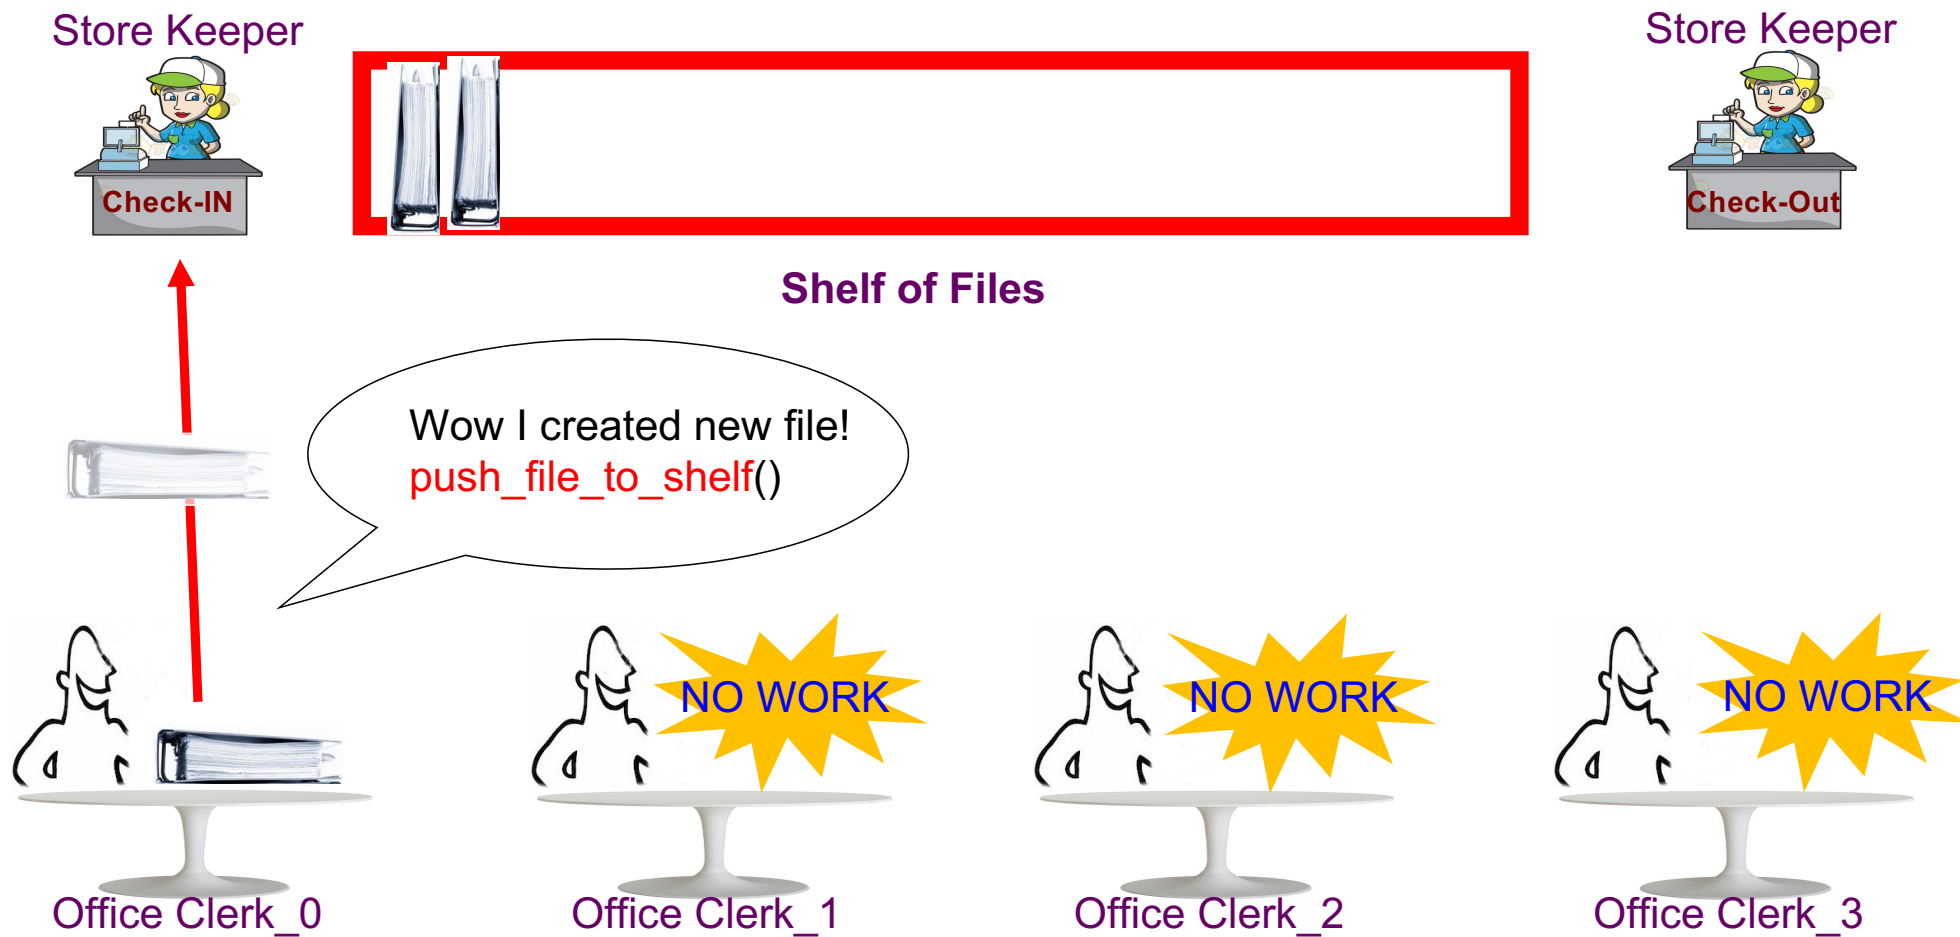 Store Keeper
Store Keeper
Check-IN
Check-Out
Shelf of Files
Wow I created new file!
push_file_to_shelf()
NO WORK
NO WORK
NO WORK
Office Clerk_0
Office Clerk_1
Office Clerk_2
Office Clerk_3